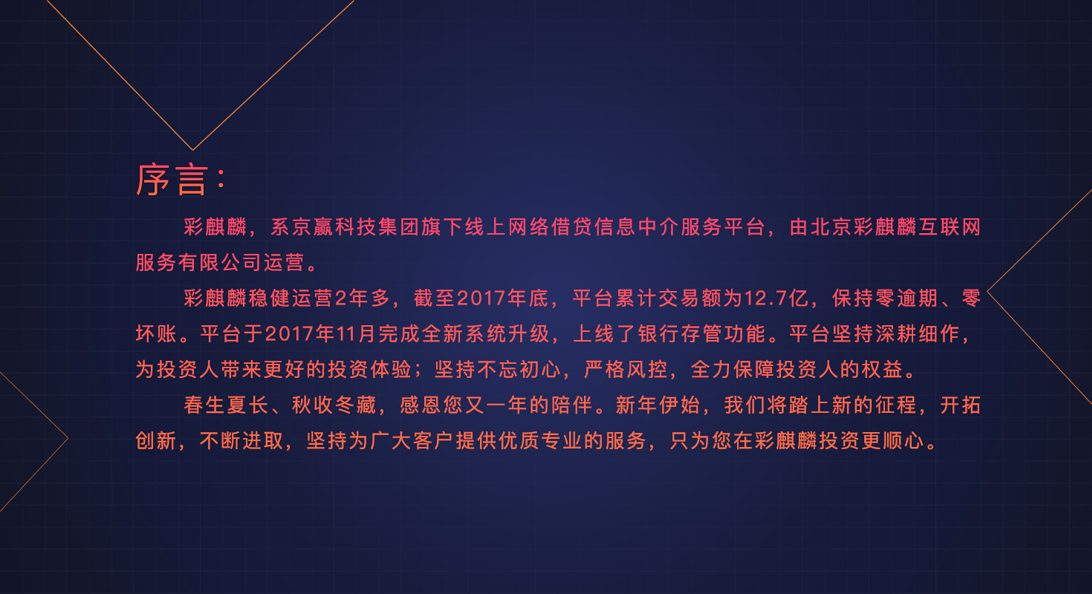 序言：
彩麒麟，系京赢科技集团旗下线上网络借贷信息中介服务平台，由北京彩麒麟互联网
服务有限公司运营。
彩麒麟稳健运营2年多，截至2017年底，平台累计交易额为12.7亿，保持零逾期、零
坏账。平台于2017年11月完成全新系统升级，上线了银行存管功能。平台坚持深耕细作，
为投资人带来更好的投资体验；坚持不忘初心，严格风控，全力保障投资人的权益。
春生夏长、秋收冬藏，感恩您又一年的陪伴。新年伊始，我们将踏上新的征程，开拓
创新，不断进取，坚持为广大客户提供优质专业的服务，只为您在彩麒麟投资更顺心。